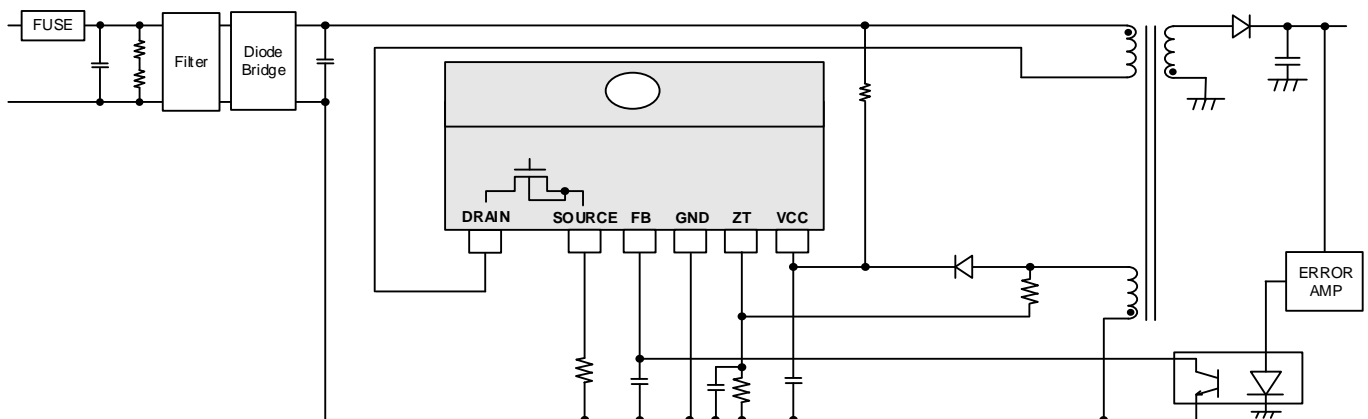 FUSE
Filter
Diode
Bridge
DRAIN
SOURCE
FB
GND
ZT
VCC
ERROR
AMP